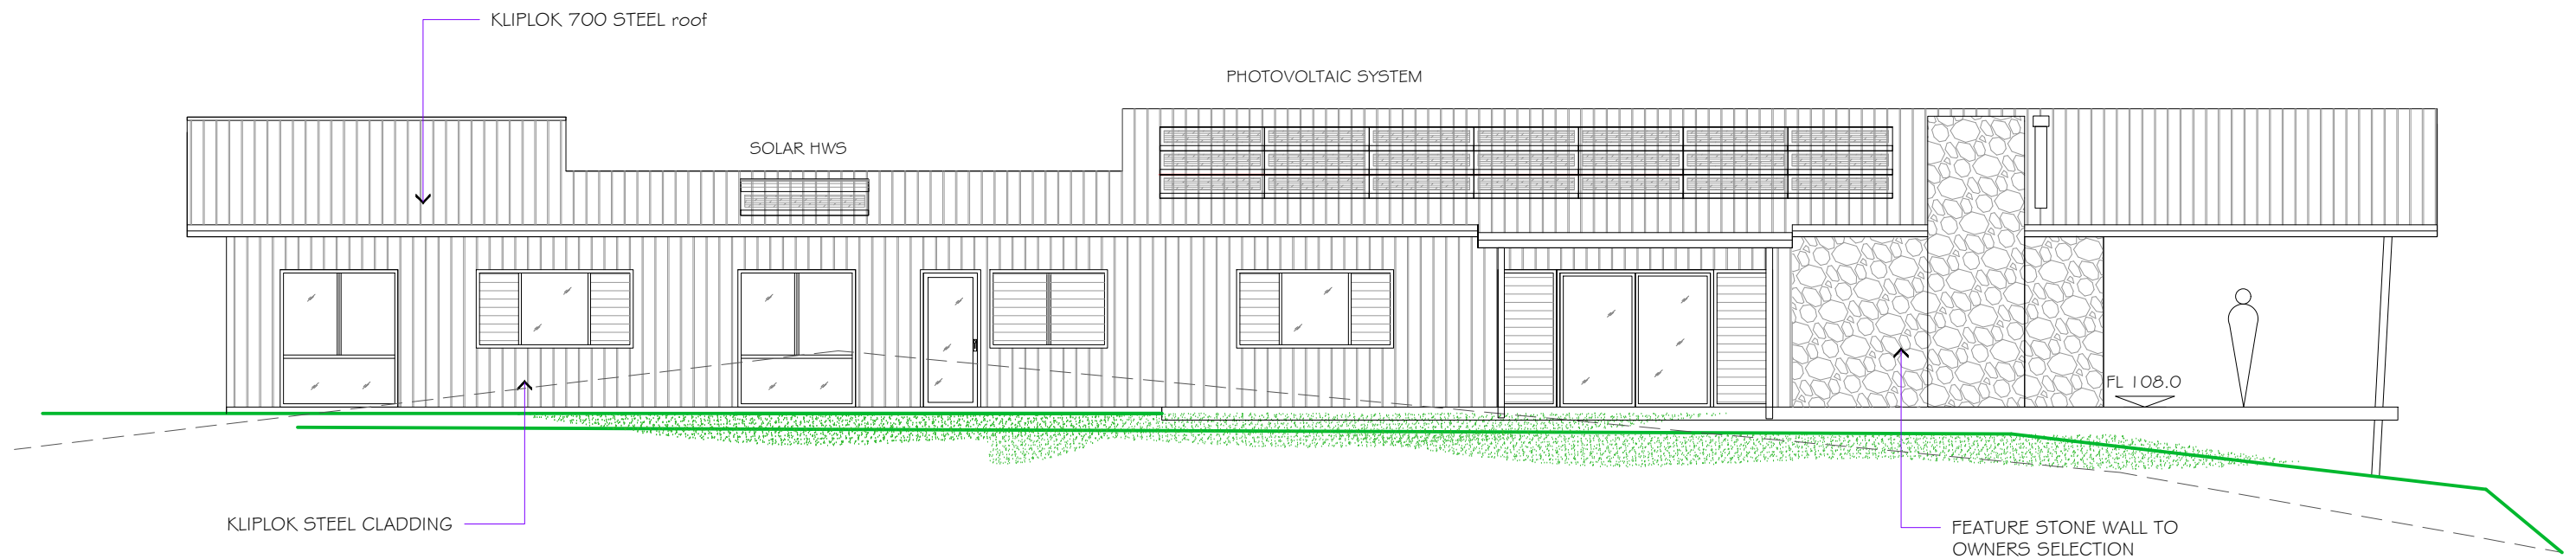 KLIPLOK 700 STEEL roof
PHOTOVOLTAIC SYSTEM
SOLAR HWS
FL 108.0
KLIPLOK STEEL CLADDING
FEATURE STONE WALL TO
OWNERS SELECTION